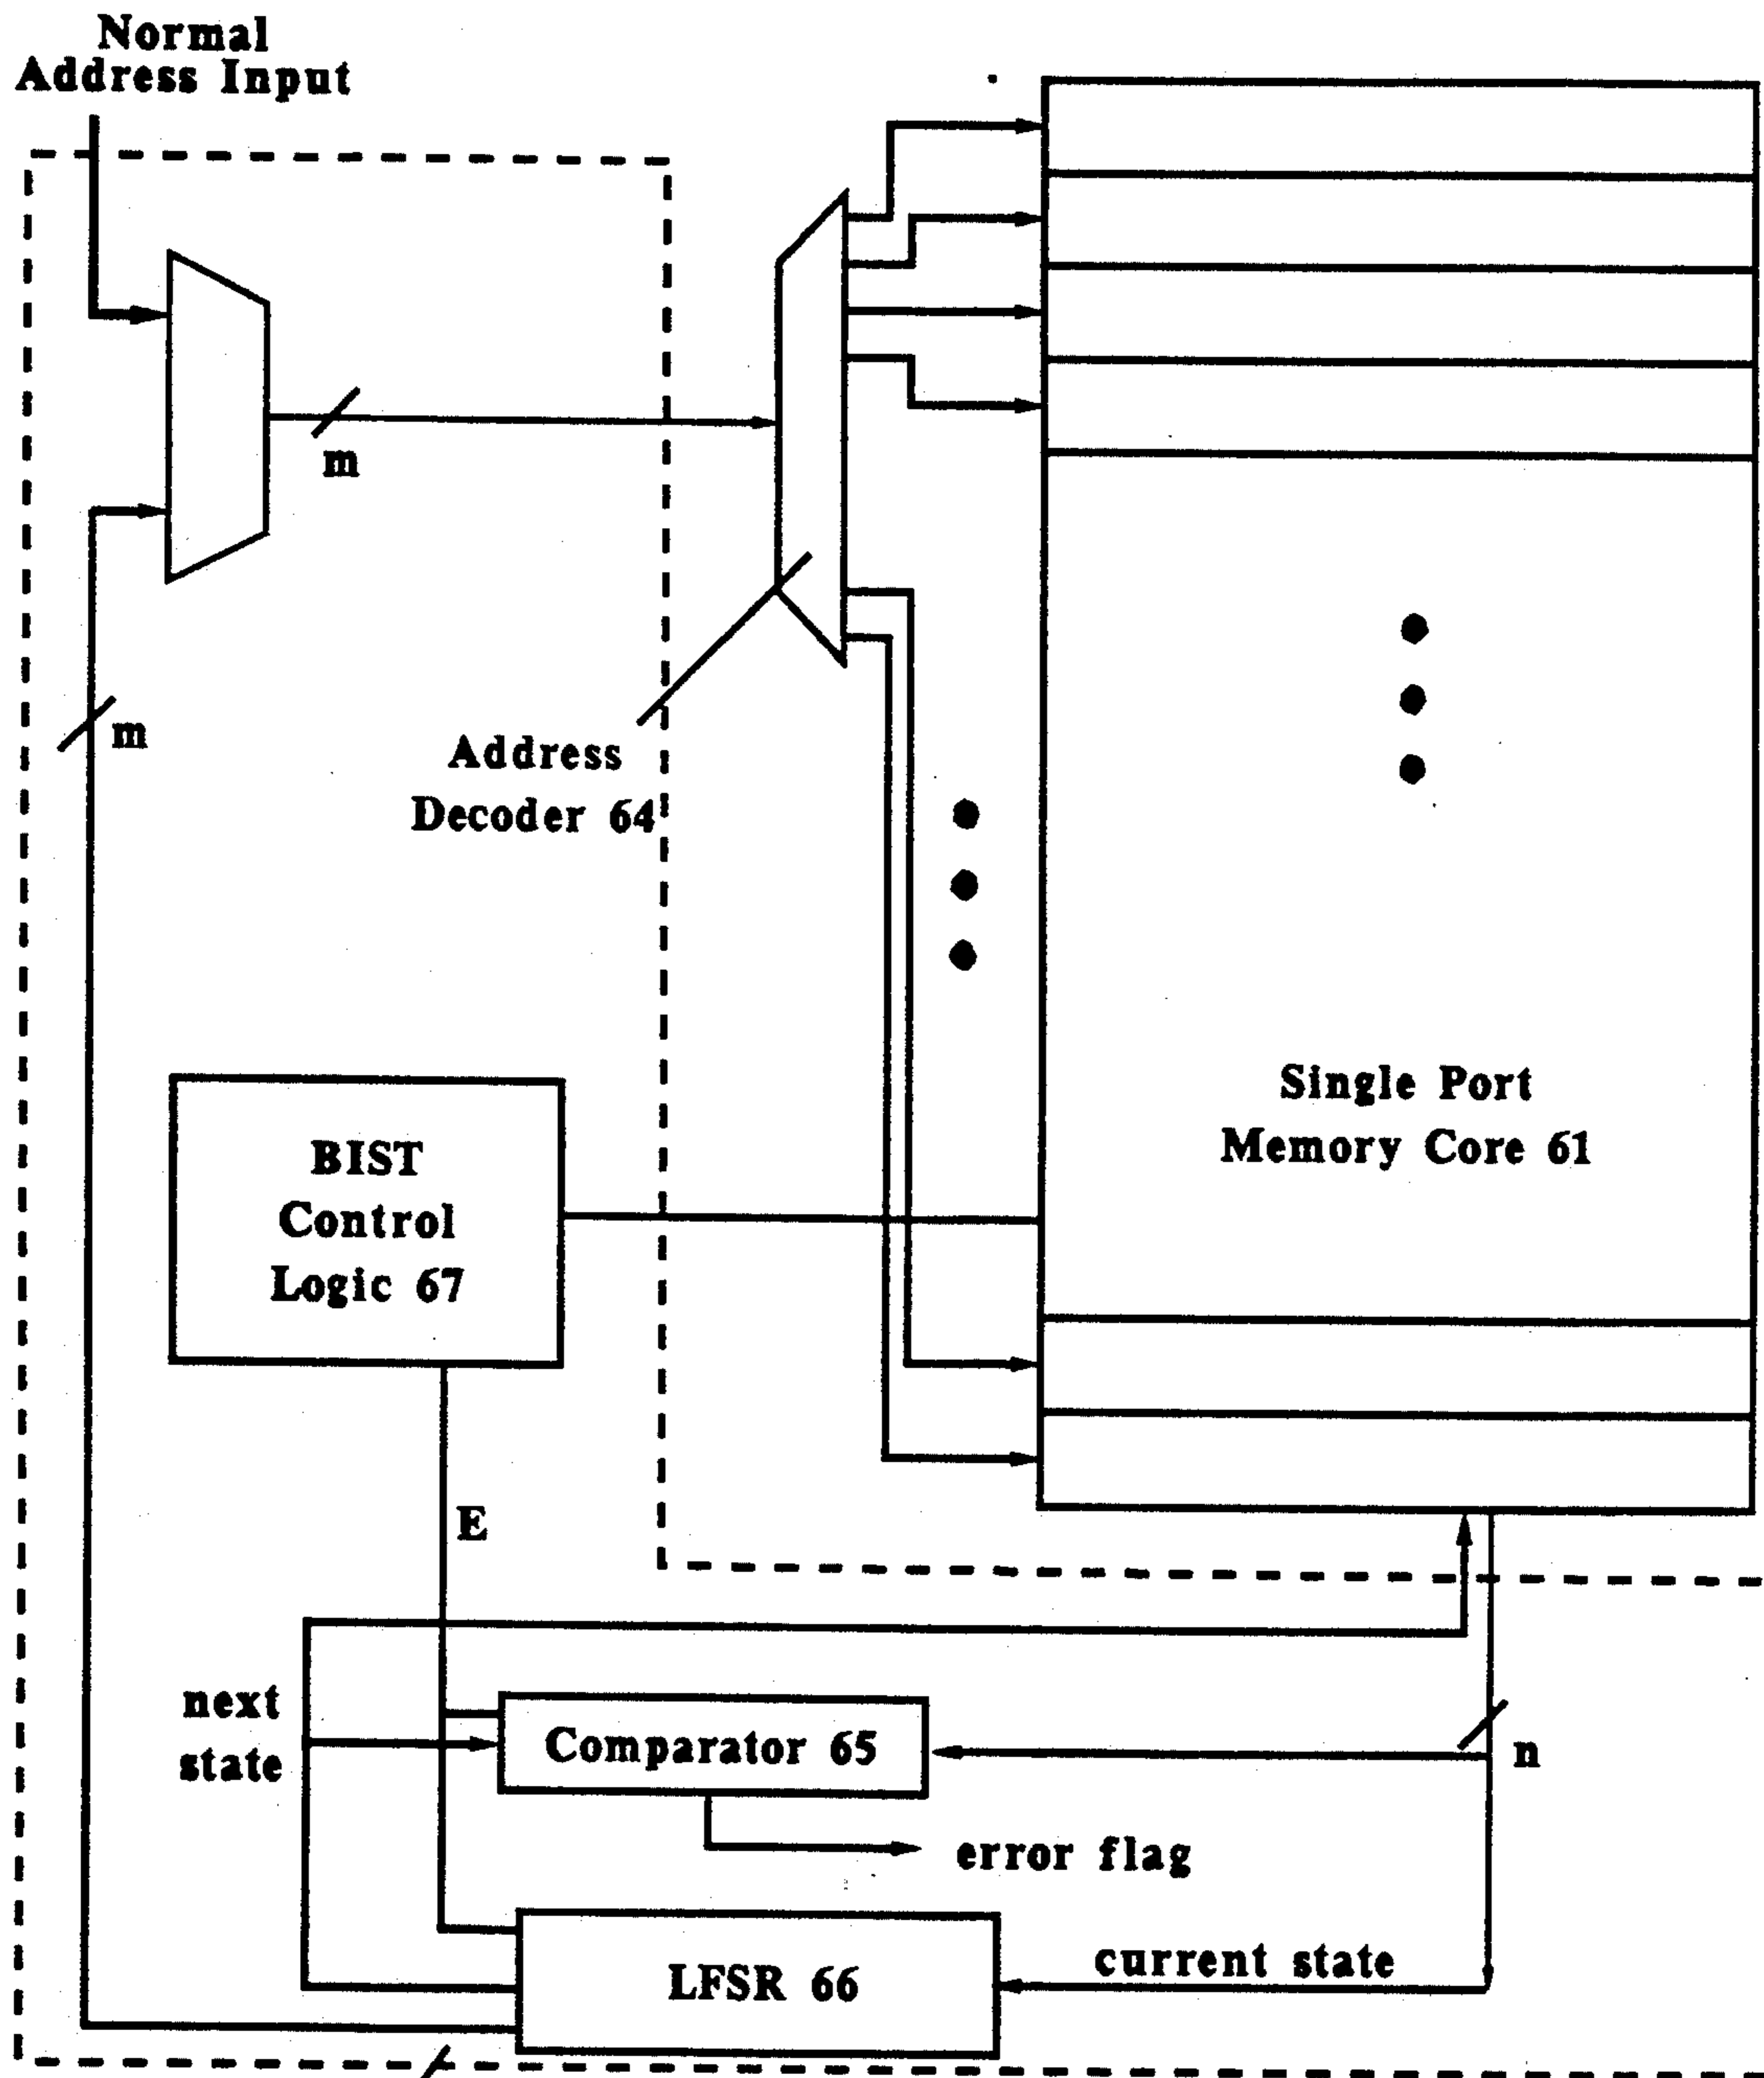 Normal
Address Input
m
m
Address
Decoder 64
Single Port
Memory Core 61
BIST
Control
Logic 67
E
next
state
Comparator 65
n
error flag
current state
LFSR 66